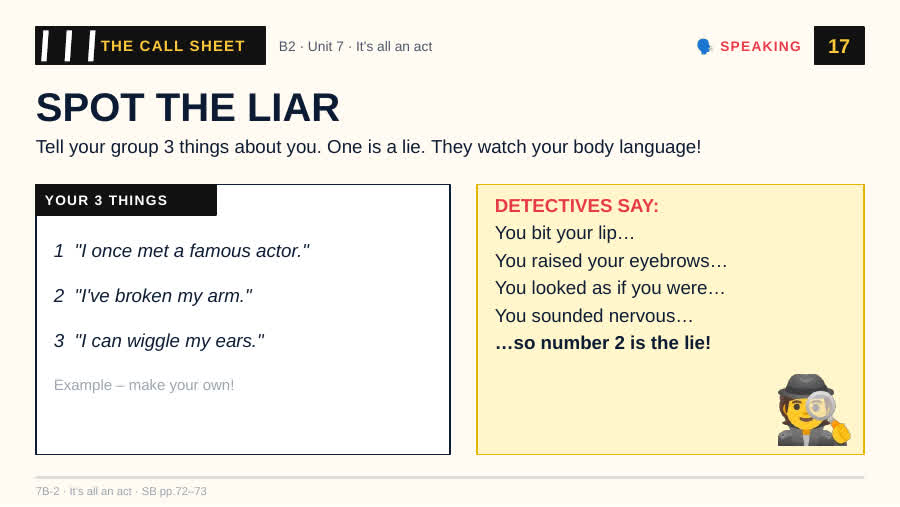 THE CALL SHEET
B2 · Unit 7 · It's all an act
SPEAKING
17
SPOT THE LIAR
Tell your group 3 things about you. One is a lie. They watch your body language!
YOUR 3 THINGS
1 "I once met a famous actor."
2 "I've broken my arm."
3 "I can wiggle my ears."
Example – make your own!
DETECTIVES SAY:
You bit your lip…
You raised your eyebrows…
You looked as if you were…
You sounded nervous…
…so number 2 is the lie!
7B-2 · It's all an act · SB pp.72–73